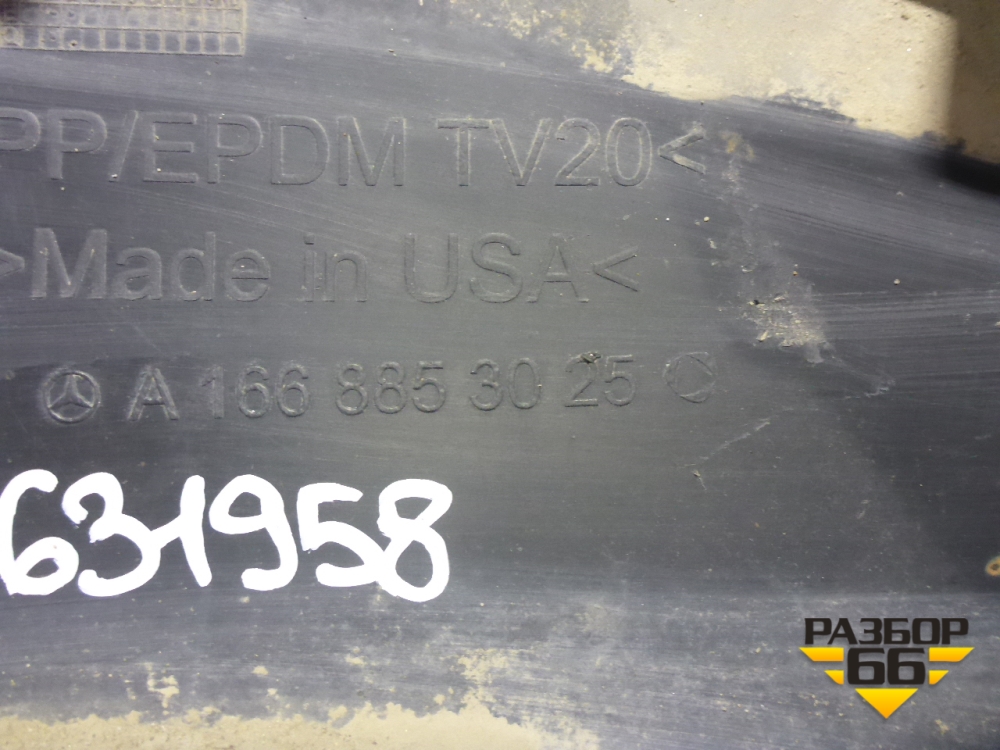 PP/EPDM TV20<
>Made in USA<
A 166 885 30 25
631958
РАЗБОР
66